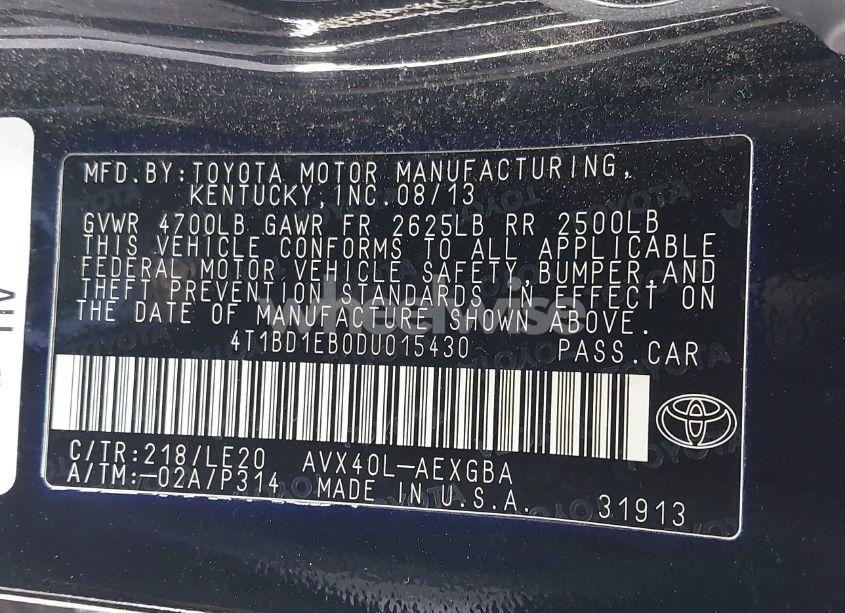 MFD.BY:TOYOTA MOTOR MANUFACTURING,
KENTUCKY,INC.08/13
GVWR 4700LB GAWR FR 2625LB RR 2500LB
THIS VEHICLE CONFORMS TO ALL APPLICABLE
FEDERAL MOTOR VEHICLE SAFETY,BUMPER,AND
THEFT PREVENTION STANDARDS IN EFFECT ON
THE DATE OF MANUFACTURE SHOWN ABOVE.
wheelwise
4T1BD1EB0DU015430 PASS.CAR
C/TR:218/LE20 AVX40L-AEXGBA
A/TM:-02A/P314 MADE IN U.S.A. 31913